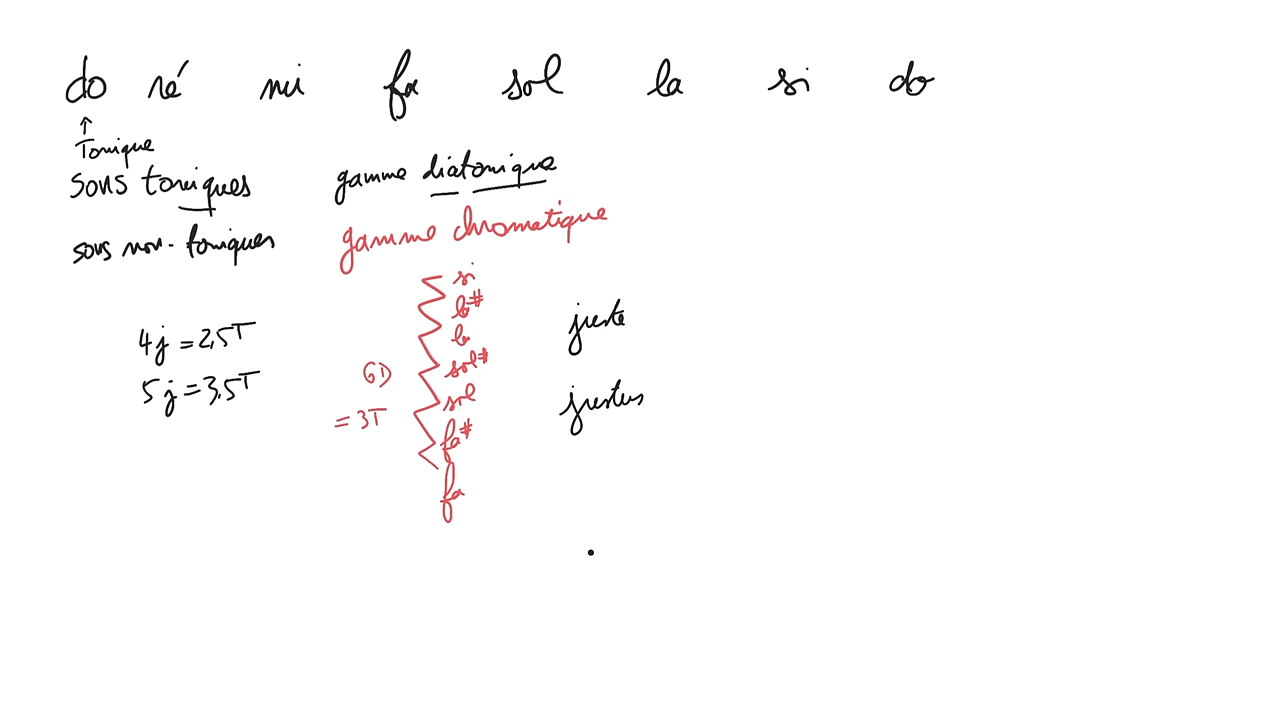 do ré mi fa sol la si do
↑
Tonique
sons toniques
sons non-toniques
gamme diatonique
gamme chromatique
si
la#
la
sol#
sol
fa#
fa
6D
= 3T
4j = 2,5T
5j = 3,5T
juste
justus